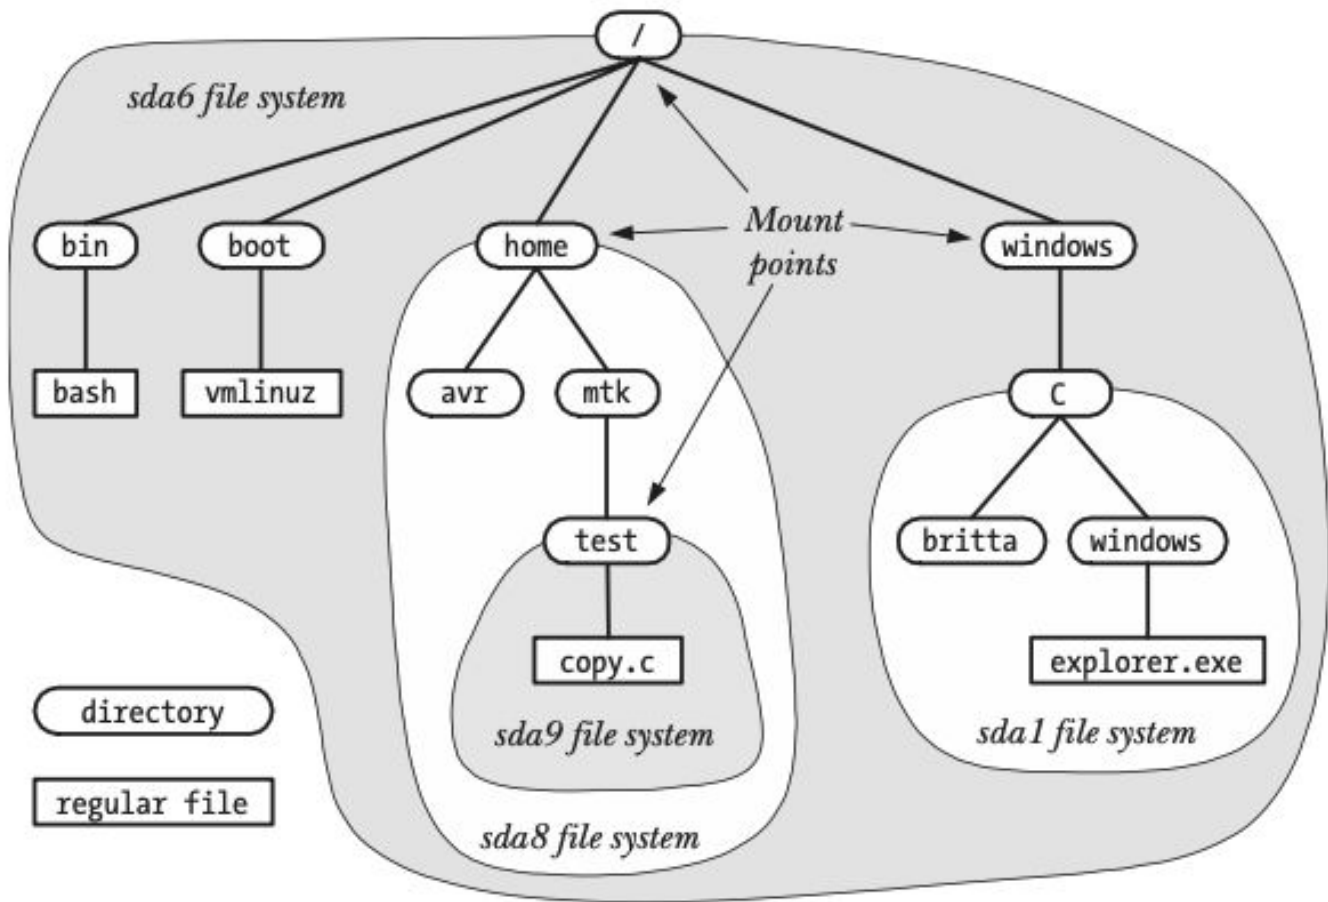 /
sda6 file system
bin
boot
home
Mount
points
windows
bash
vmlinuz
avr
mtk
C
test
britta
windows
copy.c
explorer.exe
directory
sda9 file system
sda1 file system
regular file
sda8 file system